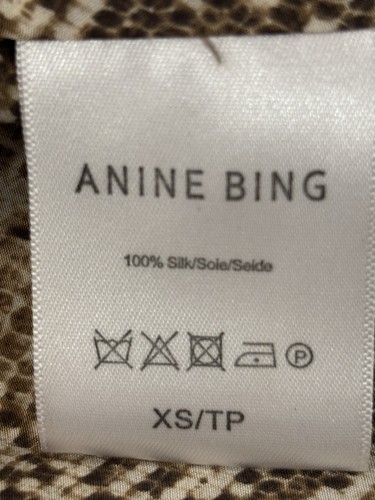 ANINE BING
100% Silk/Soie/Seide
P
XS/TP